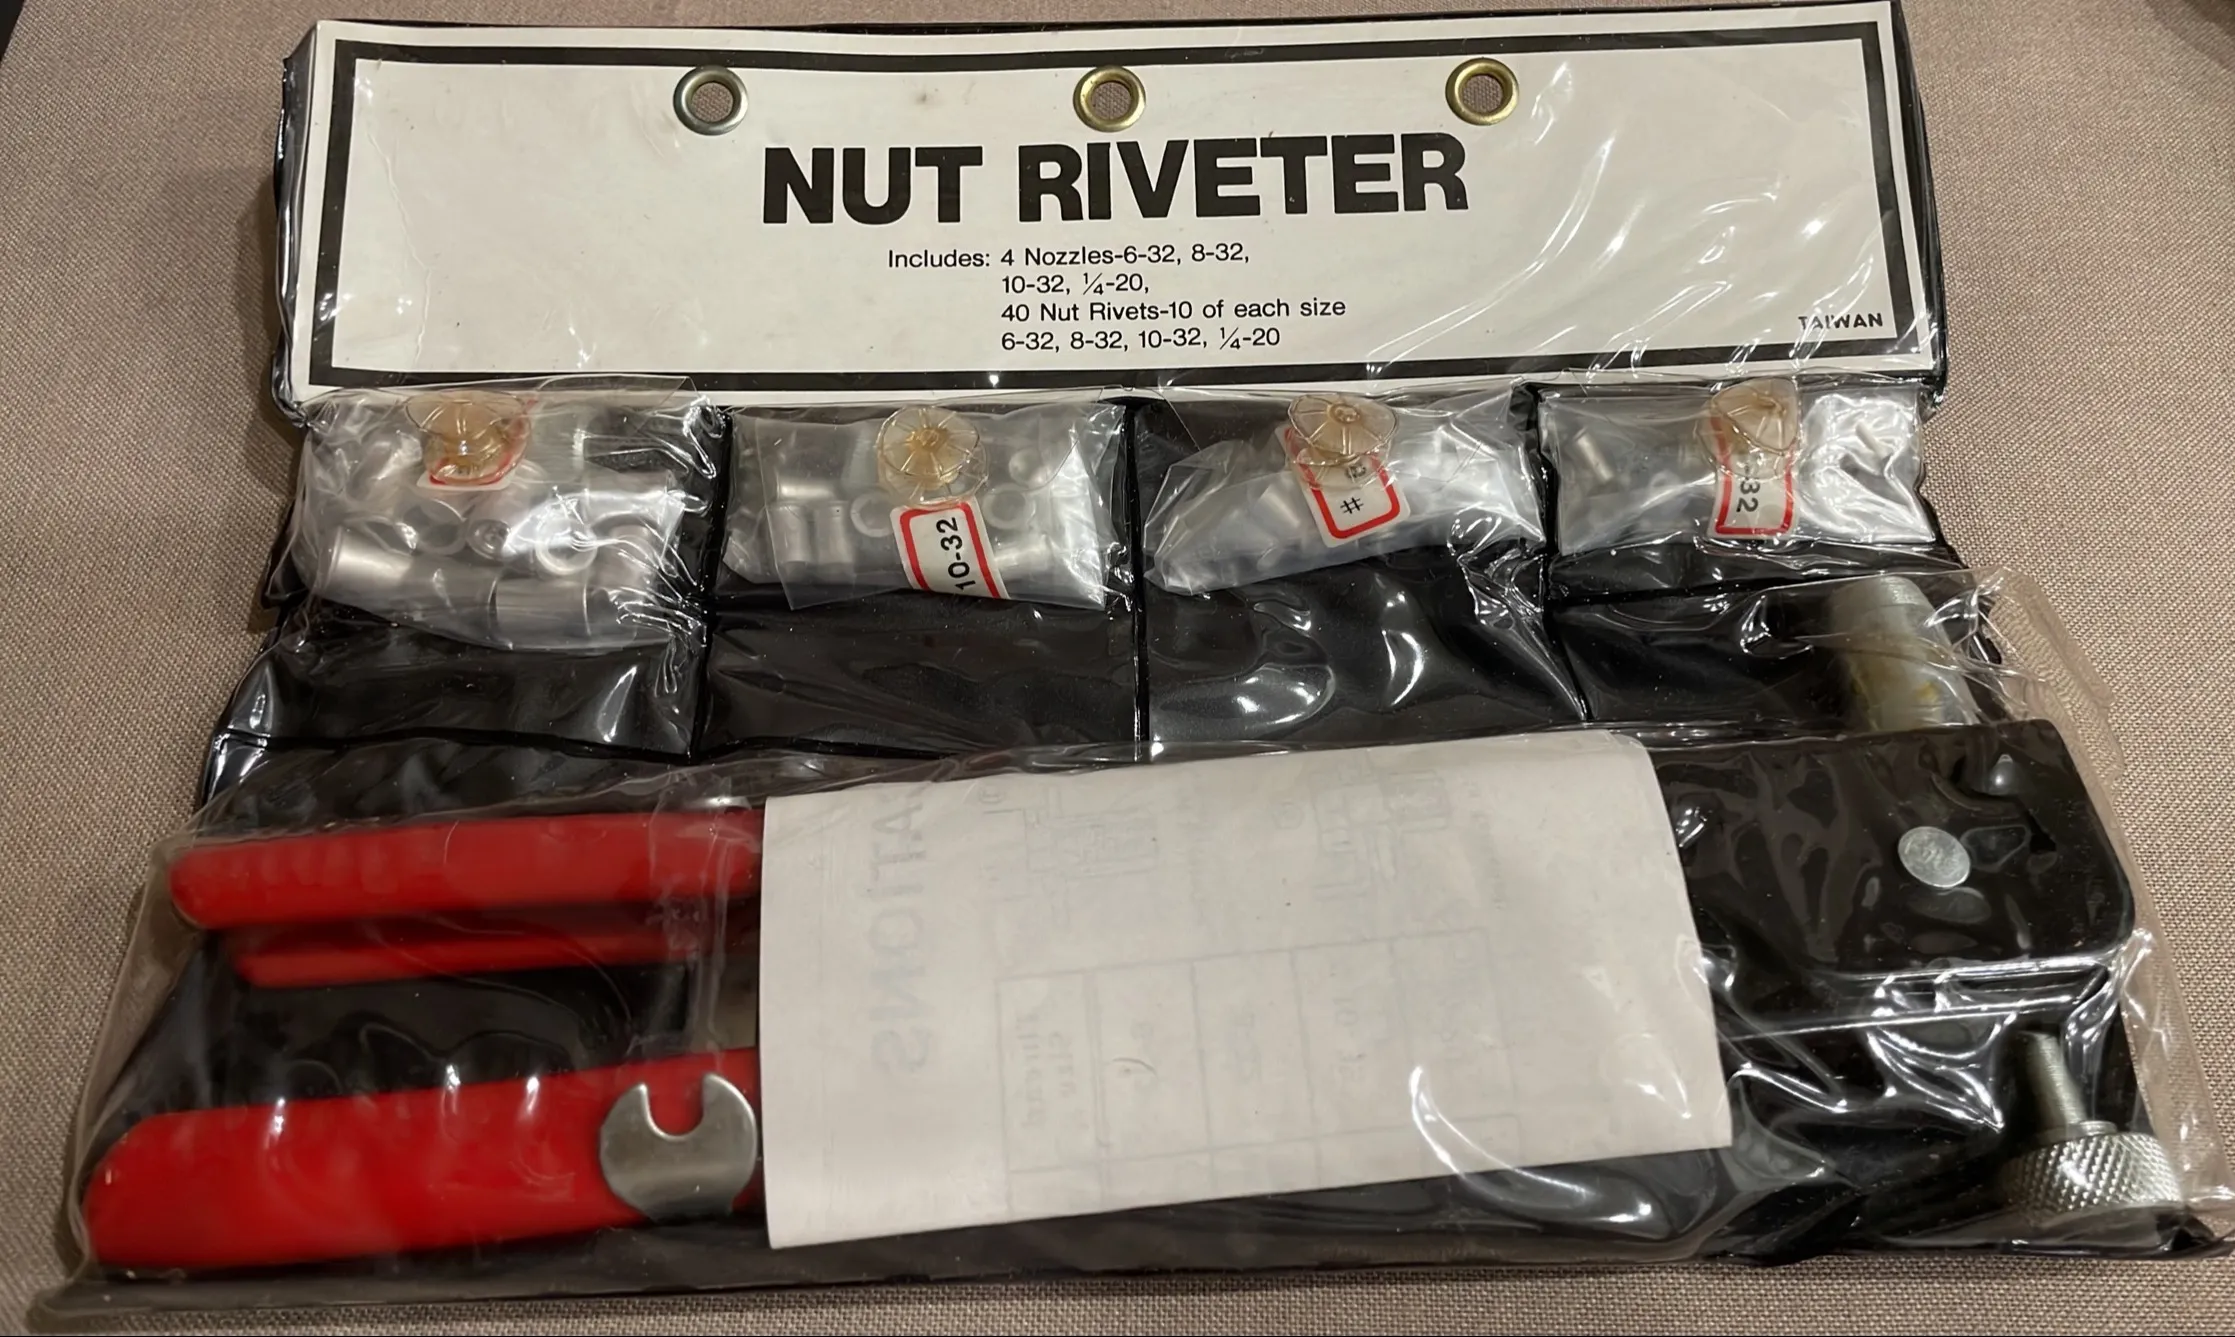 NUT RIVETER
Includes: 4 Nozzles-6-32, 8-32,
10-32, ¼-20,
40 Nut Rivets-10 of each size
6-32, 8-32, 10-32, ¼-20
TAIWAN
10-32
#
-32